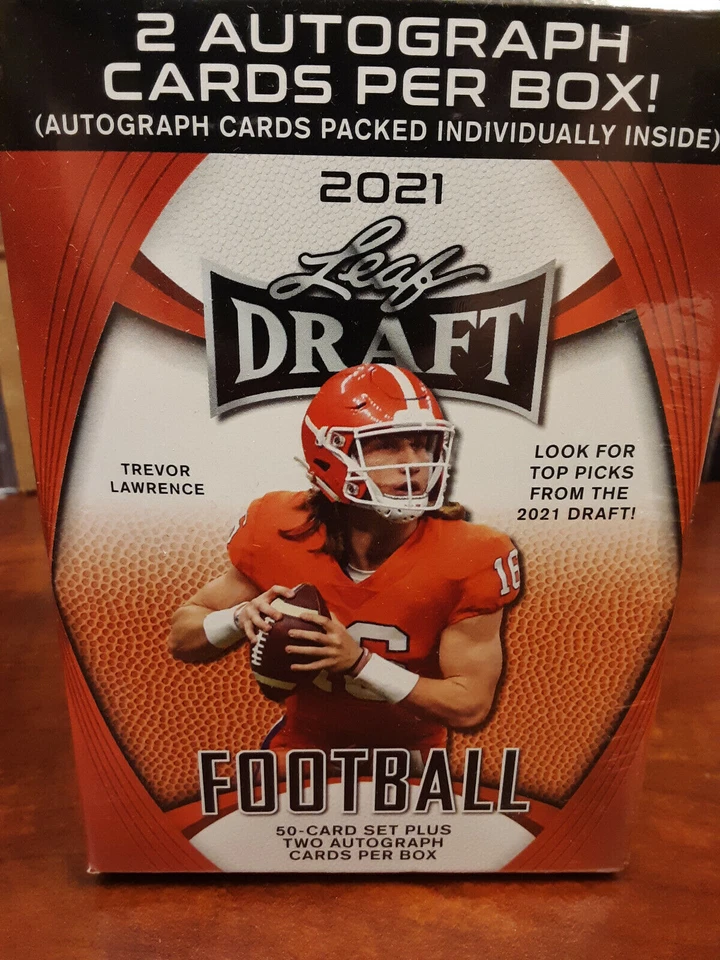 2 AUTOGRAPH
CARDS PER BOX!
(AUTOGRAPH CARDS PACKED INDIVIDUALLY INSIDE)
2021
Leaf
DRAFT
TREVOR
LAWRENCE
LOOK FOR
TOP PICKS
FROM THE
2021 DRAFT!
16
16
FOOTBALL
50-CARD SET PLUS
TWO AUTOGRAPH
CARDS PER BOX